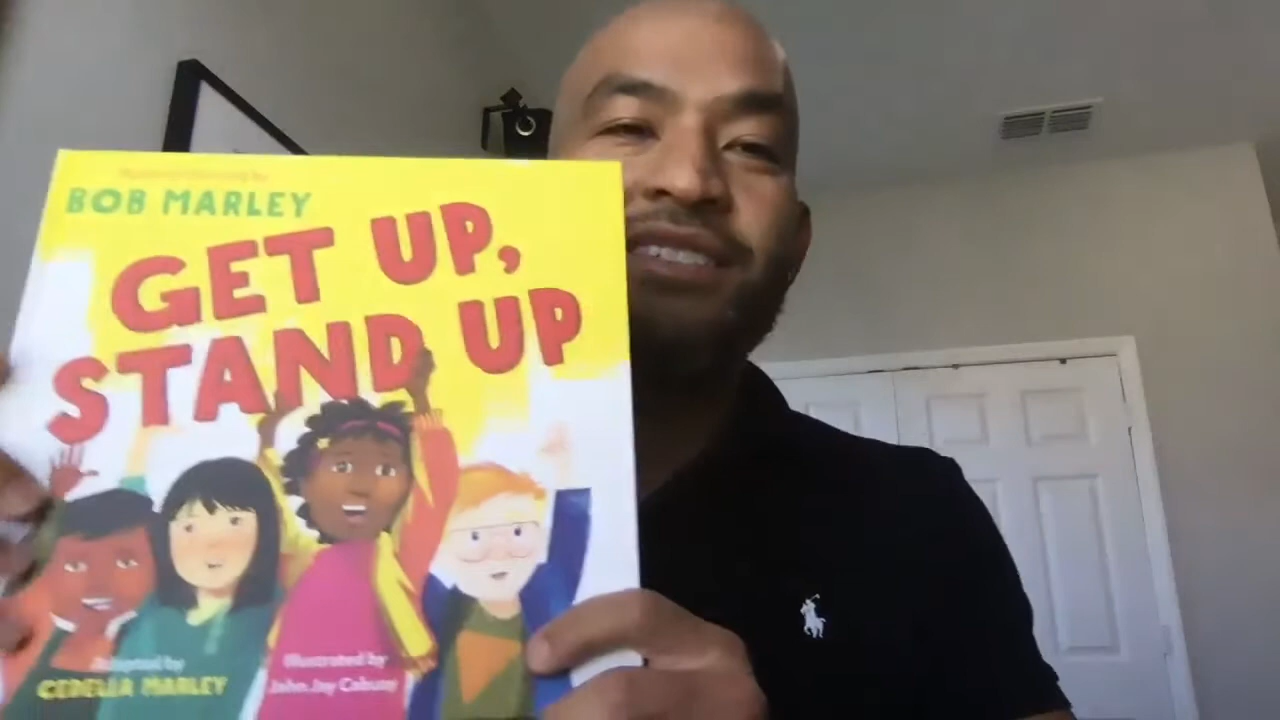 BOB MARLEY
GET UP,
STAND UP
Adapted by
CEDELLA MARLEY
Illustrated by
John Jay Cabuay